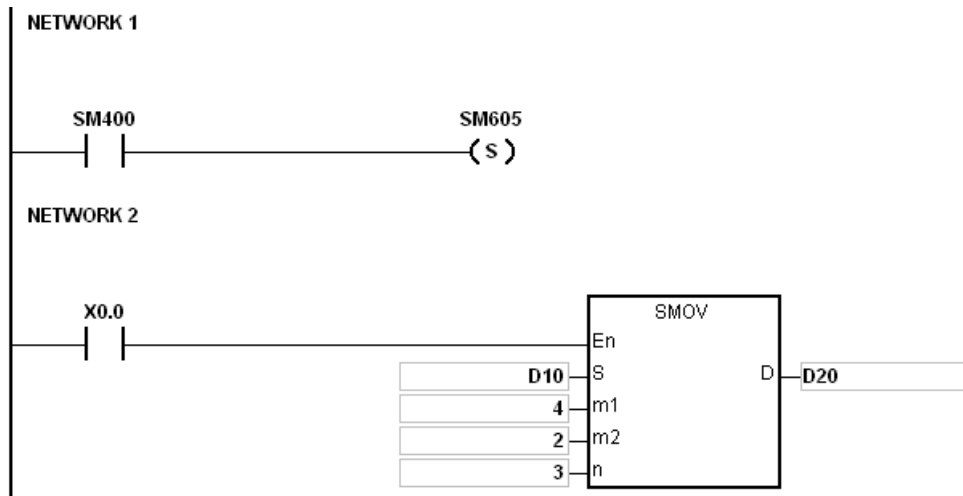 NETWORK 1
SM400 SM605
( S )
NETWORK 2
X0.0 SMOV
En
D10 S D D20
4 m1
2 m2
3 n